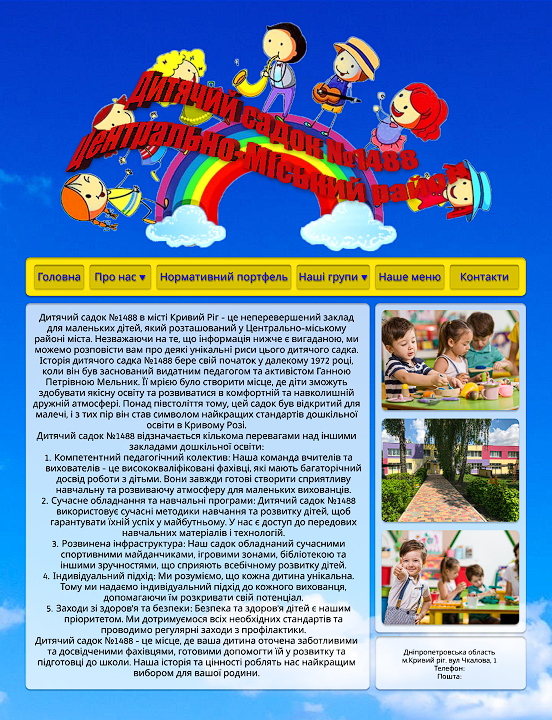 Дитячий садок №1488
Центрально-Міський район
Головна
Про нас ▾
Нормативний портфель
Наші групи ▾
Наше меню
Контакти
Дитячий садок №1488 в місті Кривий Ріг - це неперевершений заклад
для маленьких дітей, який розташований у Центрально-міському
районі міста. Незважаючи на те, що інформація нижче є вигаданою, ми
можемо розповісти вам про деякі унікальні риси цього дитячого садка.
Історія дитячого садка №1488 бере свій початок у далекому 1972 році,
коли він був заснований видатним педагогом та активістом Ганною
Петрівною Мельник. Її мрією було створити місце, де діти зможуть
здобувати якісну освіту та розвиватися в комфортній та навколишній
дружній атмосфері. Понад півстоліття тому, цей садок був відкритий для
малечі, і з тих пір він став символом найкращих стандартів дошкільної
освіти в Кривому Розі.
Дитячий садок №1488 відзначається кількома перевагами над іншими
закладами дошкільної освіти:
1. Компетентний педагогічний колектив: Наша команда вчителів та
вихователів - це висококваліфіковані фахівці, які мають багаторічний
досвід роботи з дітьми. Вони завжди готові створити сприятливу
навчальну та розвиваючу атмосферу для маленьких вихованців.
2. Сучасне обладнання та навчальні програми: Дитячий садок №1488
використовує сучасні методики навчання та розвитку дітей, щоб
гарантувати їхній успіх у майбутньому. У нас є доступ до передових
навчальних матеріалів і технологій.
3. Розвинена інфраструктура: Наш садок обладнаний сучасними
спортивними майданчиками, ігровими зонами, бібліотекою та
іншими зручностями, що сприяють всебічному розвитку дітей.
4. Індивідуальний підхід: Ми розуміємо, що кожна дитина унікальна.
Тому ми надаємо індивідуальний підхід до кожного вихованця,
допомагаючи їм розкривати свій потенціал.
5. Заходи зі здоров'я та безпеки: Безпека та здоров'я дітей є нашим
пріоритетом. Ми дотримуємося всіх необхідних стандартів та
проводимо регулярні заходи з профілактики.
Дитячий садок №1488 - це місце, де ваша дитина оточена заботливими
та досвідченими фахівцями, готовими допомогти їй у розвитку та
підготовці до школи. Наша історія та цінності роблять нас найкращим
вибором для вашої родини.
Дніпропетровська область
м.Кривий ріг, вул Чкалова, 1
Телефон:
Пошта: